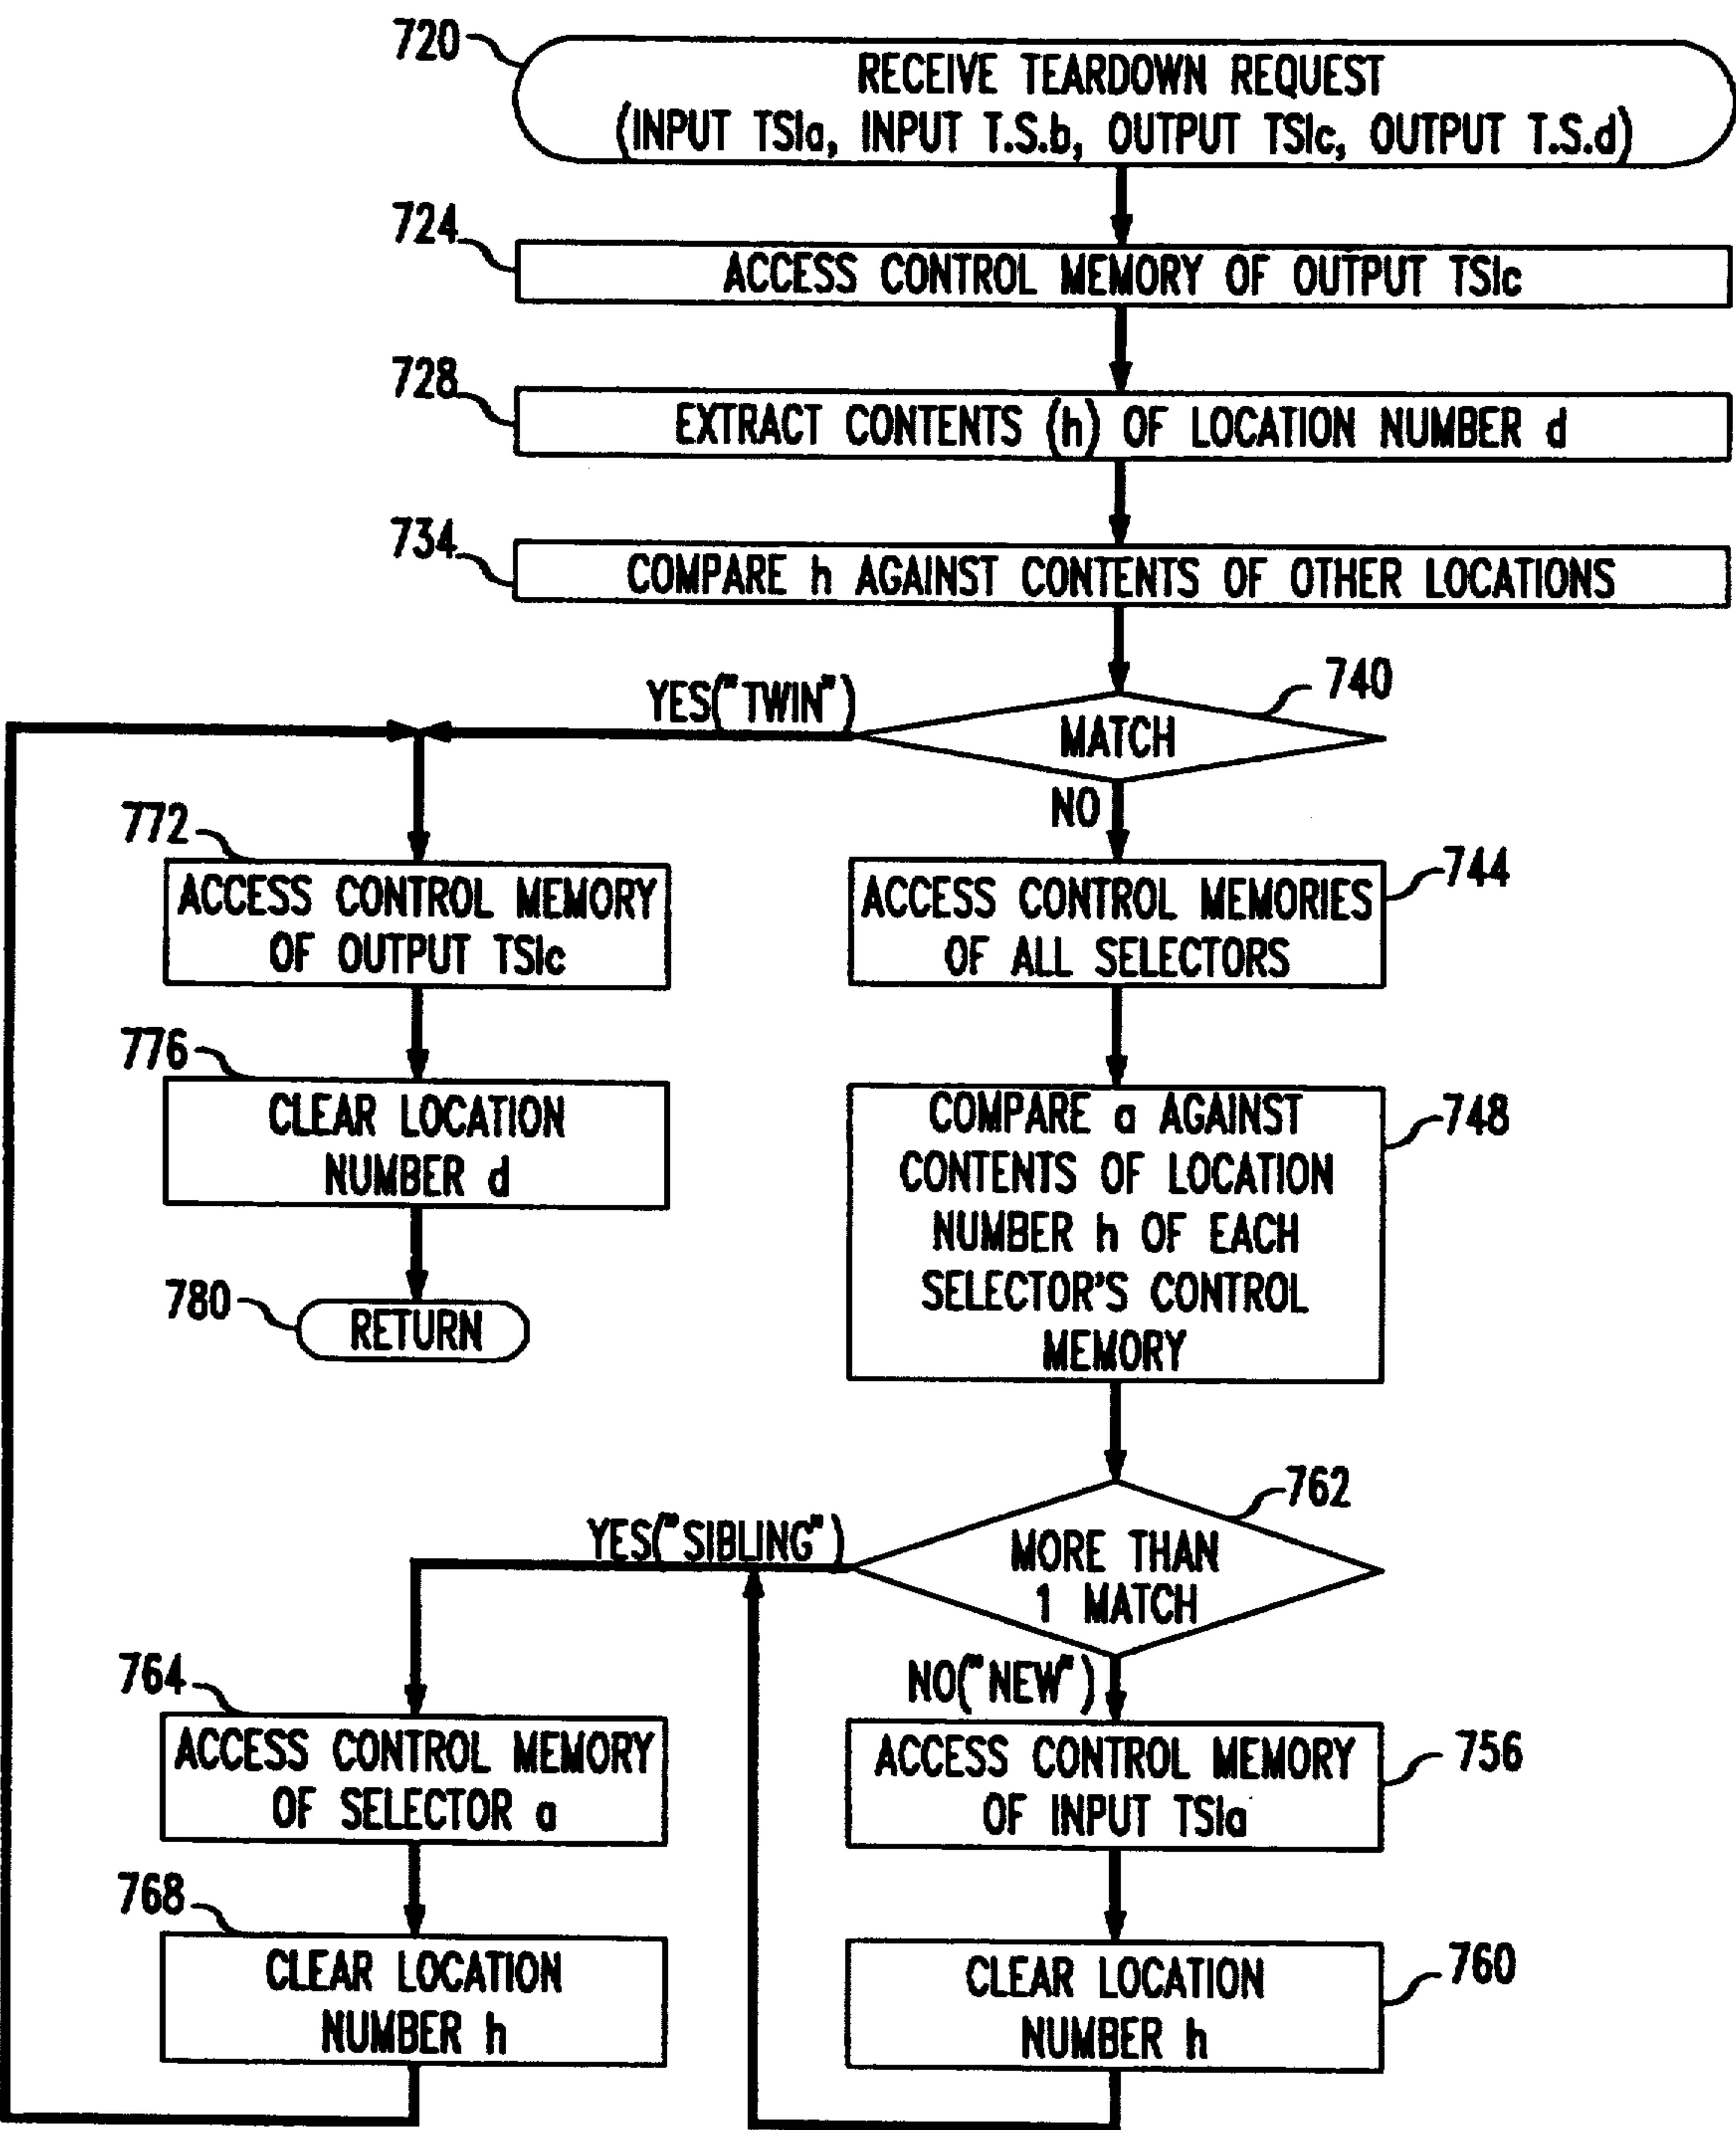 720
RECEIVE TEARDOWN REQUEST
(INPUT TSIa, INPUT T.S.b, OUTPUT TSIc, OUTPUT T.S.d)
724
ACCESS CONTROL MEMORY OF OUTPUT TSIc
728
EXTRACT CONTENTS (h) OF LOCATION NUMBER d
734
COMPARE h AGAINST CONTENTS OF OTHER LOCATIONS
YES("TWIN")
740
MATCH
NO
772
ACCESS CONTROL MEMORY
OF OUTPUT TSIc
744
ACCESS CONTROL MEMORIES
OF ALL SELECTORS
776
CLEAR LOCATION
NUMBER d
748
COMPARE a AGAINST
CONTENTS OF LOCATION
NUMBER h OF EACH
SELECTOR'S CONTROL
MEMORY
780
RETURN
762
YES("SIBLING")
MORE THAN
1 MATCH
NO("NEW")
764
ACCESS CONTROL MEMORY
OF SELECTOR a
756
ACCESS CONTROL MEMORY
OF INPUT TSIa
768
CLEAR LOCATION
NUMBER h
760
CLEAR LOCATION
NUMBER h